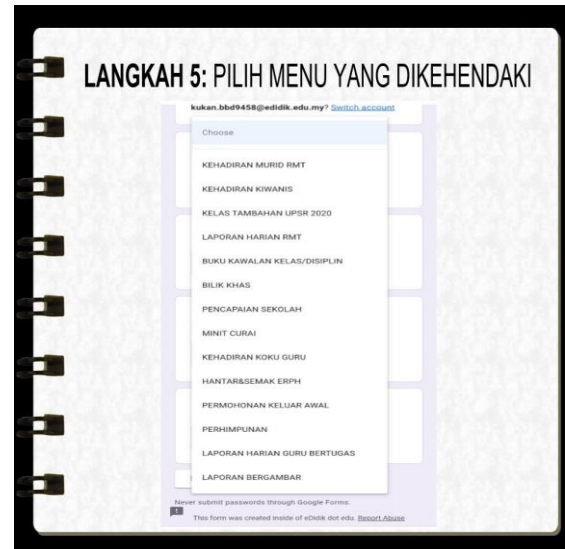 LANGKAH 5: PILIH MENU YANG DIKEHENDAKI
kukan.bbd9458@edidik.edu.my? Switch account
Choose
KEHADIRAN MURID RMT
KEHADIRAN KIWANIS
KELAS TAMBAHAN UPSR 2020
LAPORAN HARIAN RMT
BUKU KAWALAN KELAS/DISIPLIN
BILIK KHAS
PENCAPAIAN SEKOLAH
MINIT CURAI
KEHADIRAN KOKU GURU
HANTAR&SEMAK ERPH
PERMOHONAN KELUAR AWAL
PERHIMPUNAN
LAPORAN HARIAN GURU BERTUGAS
LAPORAN BERGAMBAR
Never submit passwords through Google Forms.
This form was created inside of eDidik dot edu. Report Abuse